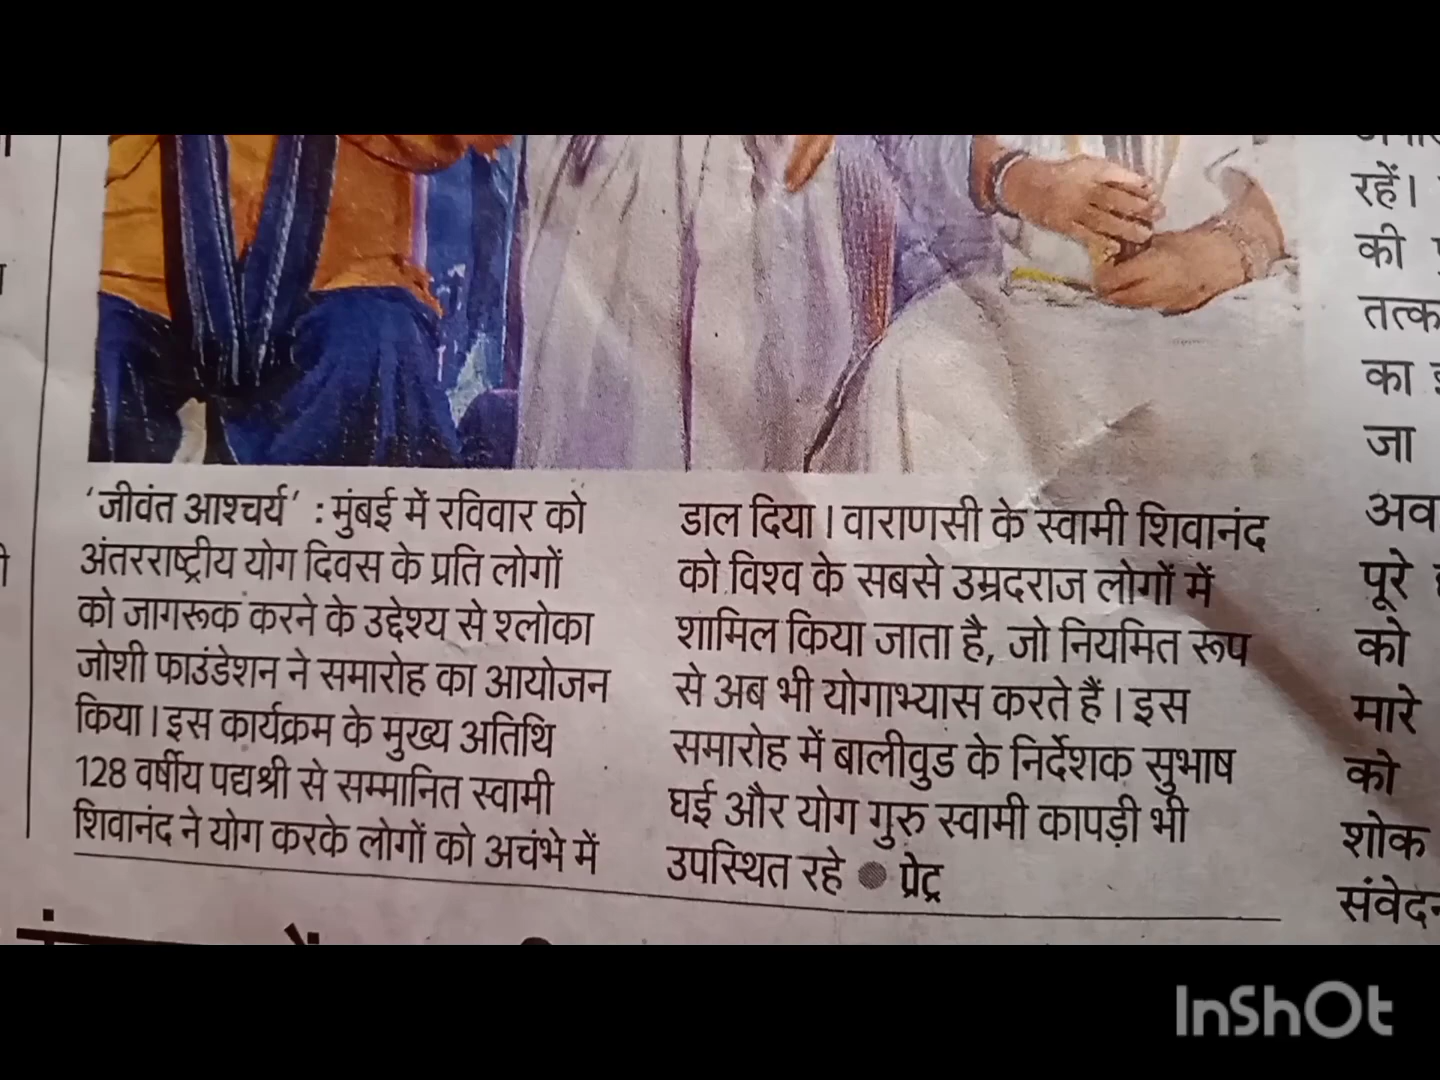 'जीवंत आश्चर्य' : मुंबई में रविवार को
अंतरराष्ट्रीय योग दिवस के प्रति लोगों
को जागरूक करने के उद्देश्य से श्लोका
जोशी फाउंडेशन ने समारोह का आयोजन
किया। इस कार्यक्रम के मुख्य अतिथि
128 वर्षीय पद्मश्री से सम्मानित स्वामी
शिवानंद ने योग करके लोगों को अचंभे में
डाल दिया। वाराणसी के स्वामी शिवानंद
को विश्व के सबसे उम्रदराज लोगों में
शामिल किया जाता है, जो नियमित रूप
से अब भी योगाभ्यास करते हैं। इस
समारोह में बालीवुड के निर्देशक सुभाष
घई और योग गुरु स्वामी कापड़ी भी
उपस्थित रहे ● प्रेट्र
रहें।
की
तत्क
का
जा
अव
पूरे
को
मारे
को
शोक
संवेदन
InShOt